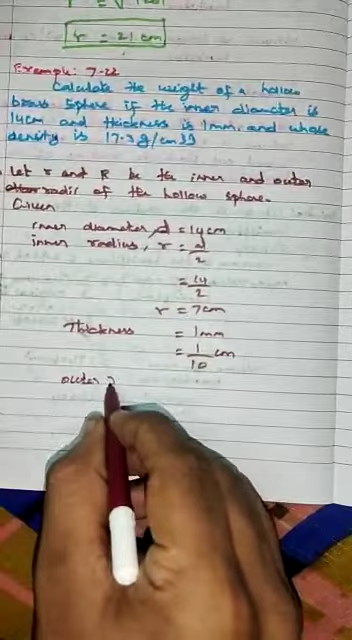 r = 21 cm
Example: 7.22
Calculate the weight of a hollow
brass sphere if the inner diameter is
14cm and thickness is 1mm, and whose
density is 17.3 g/cm3
Let r and R be the inner and outer
radii of the hollow sphere.
Given
inner diameter, d = 14cm
inner radius, r = d/2
= 14/2
r = 7cm
Thickness = 1mm
= 1/10 cm
outer